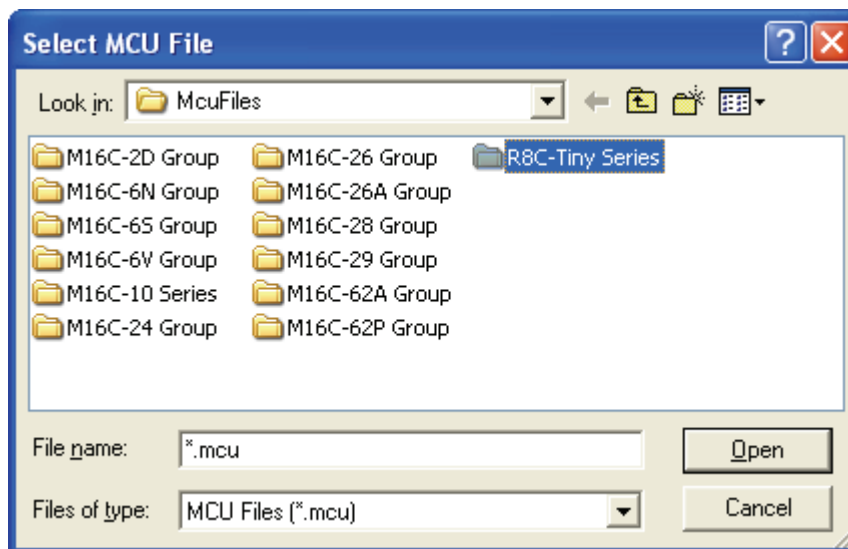 Select MCU File
Look in: McuFiles
M16C-2D Group
M16C-6N Group
M16C-6S Group
M16C-6V Group
M16C-10 Series
M16C-24 Group
M16C-26 Group
M16C-26A Group
M16C-28 Group
M16C-29 Group
M16C-62A Group
M16C-62P Group
R8C-Tiny Series
File name: *.mcu
Open
Files of type: MCU Files (*.mcu)
Cancel